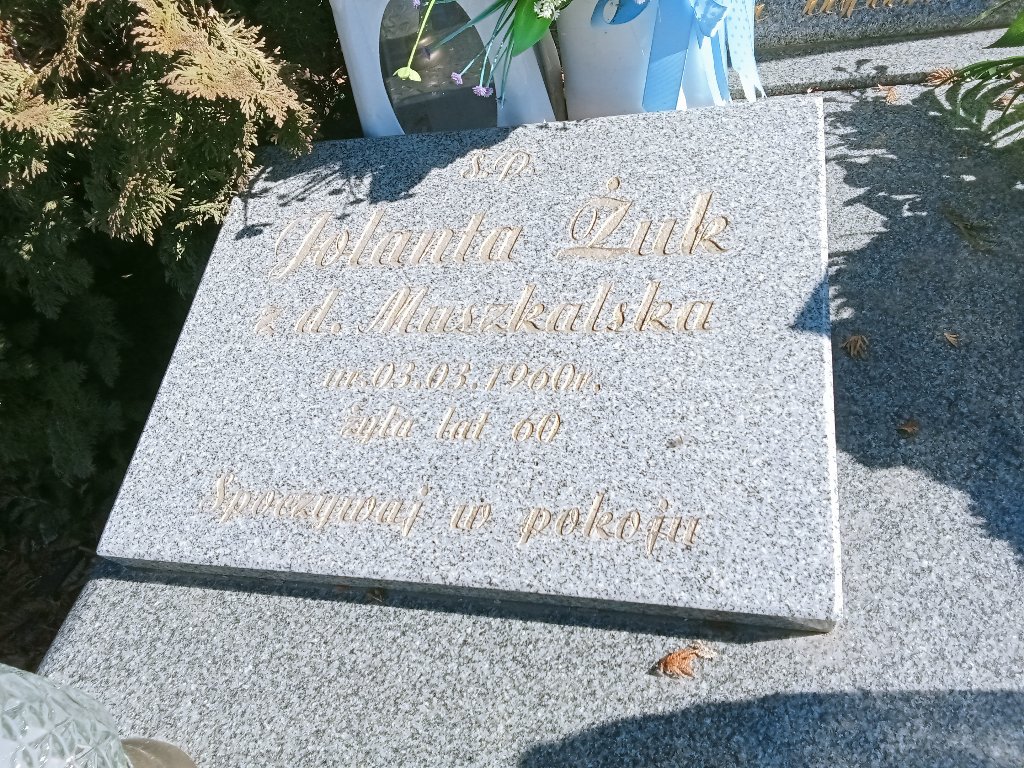 Ś.P.
Jolanta Żuk
z d. Muszkalska
ur.03.03.1960r.
żyła lat 60
Spoczywaj w pokoju